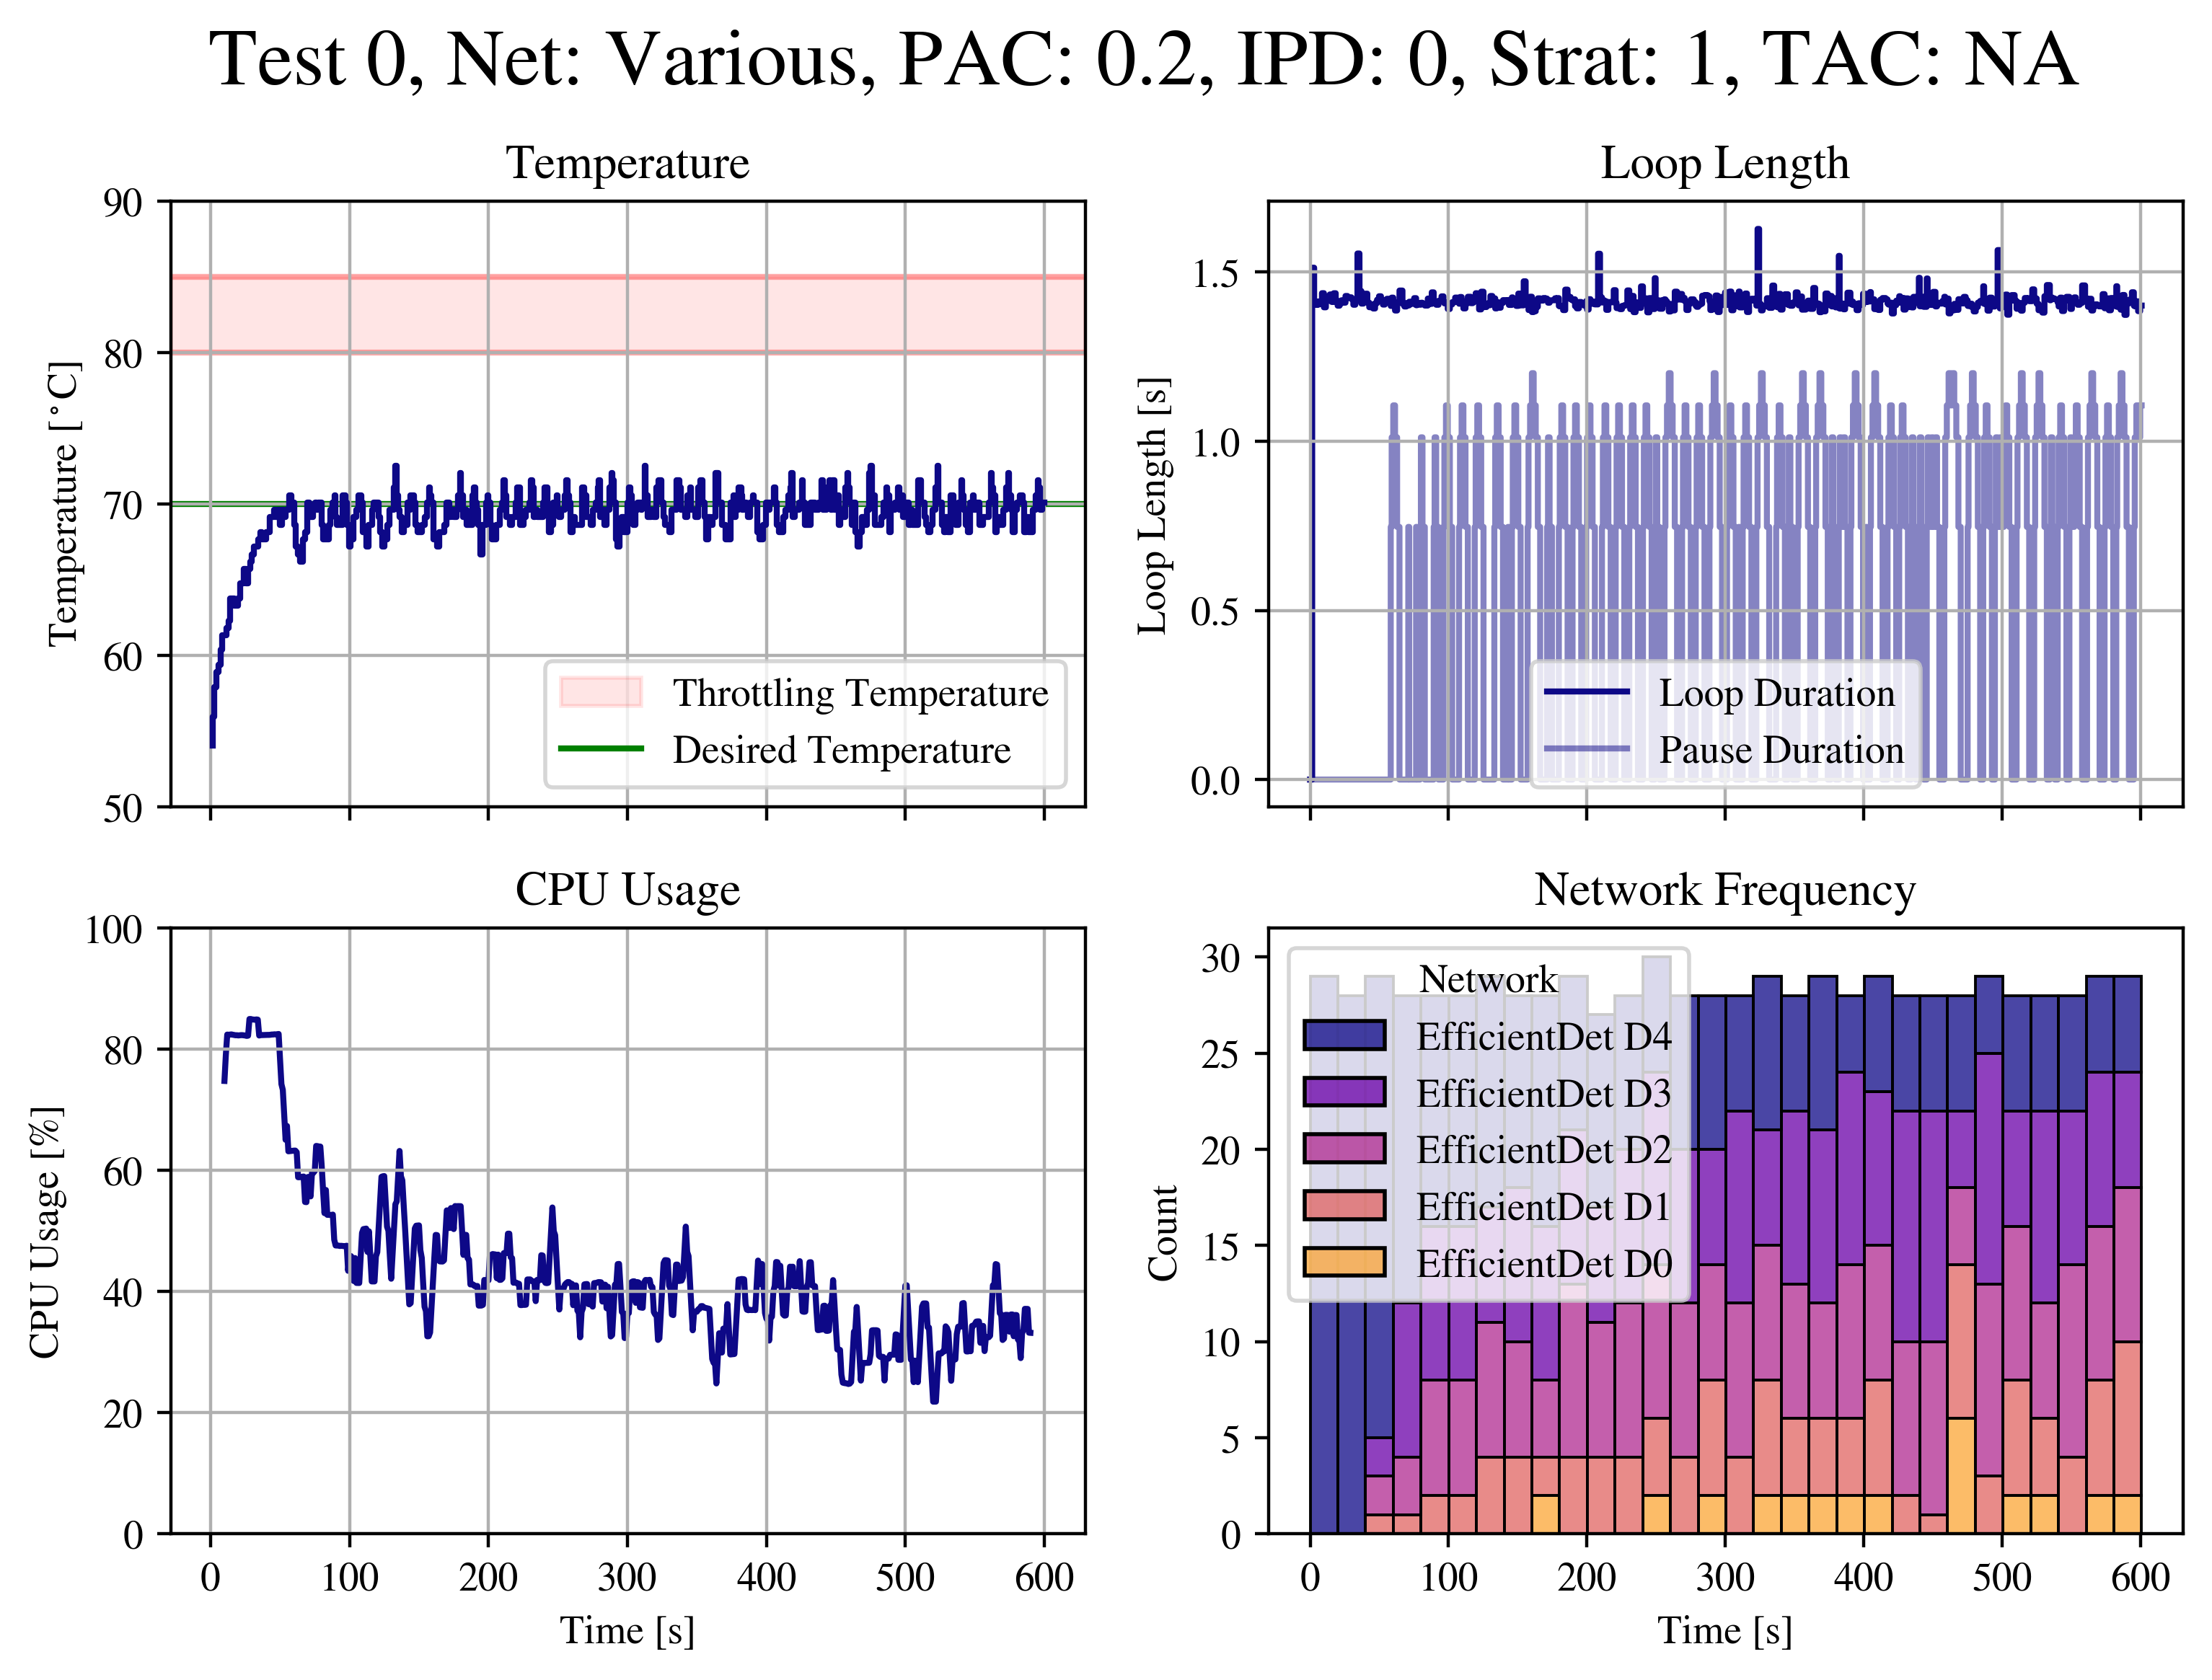 Test 0, Net: Various, PAC: 0.2, IPD: 0, Strat: 1, TAC: NA
Temperature
90
80
70
60
50
Temperature [°C]
Throttling Temperature
Desired Temperature
Loop Length
1.5
1.0
0.5
0.0
Loop Length [s]
Loop Duration
Pause Duration
CPU Usage
100
80
60
40
20
0
CPU Usage [%]
0 100 200 300 400 500 600
Time [s]
Network Frequency
30
25
20
15
10
5
0
Count
Network
EfficientDet D4
EfficientDet D3
EfficientDet D2
EfficientDet D1
EfficientDet D0
0 100 200 300 400 500 600
Time [s]